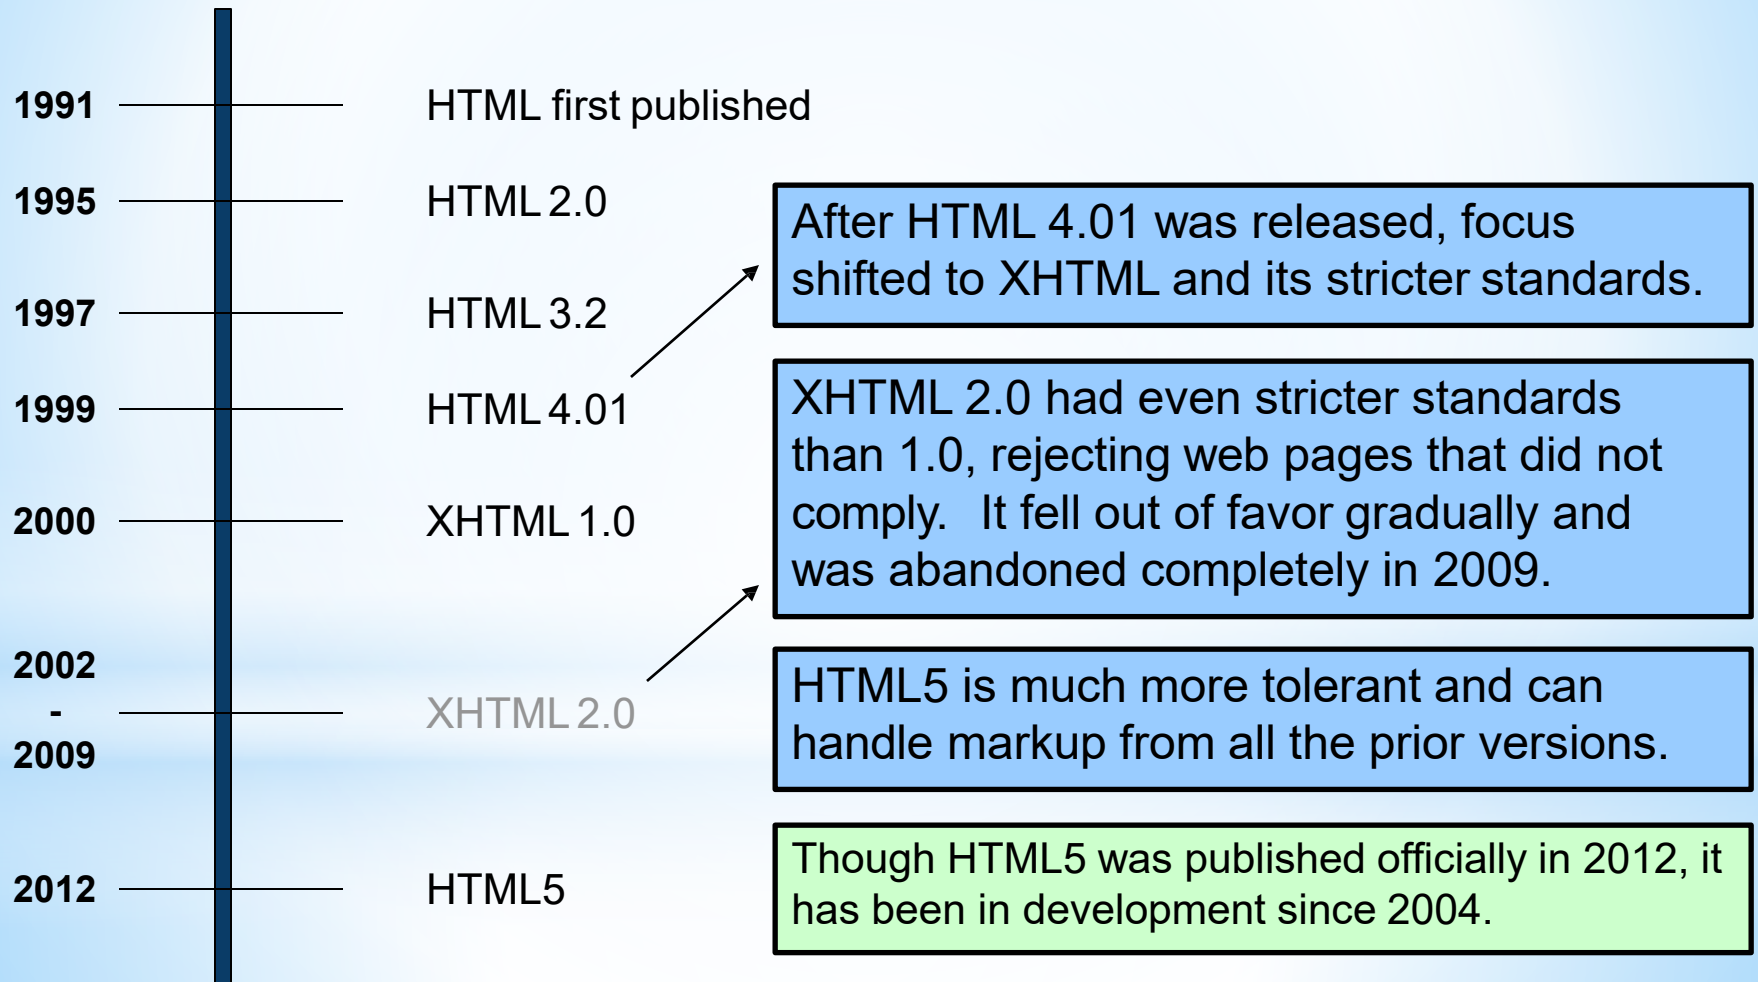 1991 HTML first published
1995 HTML 2.0
After HTML 4.01 was released, focus
shifted to XHTML and its stricter standards.
1997 HTML 3.2
1999 HTML 4.01
XHTML 2.0 had even stricter standards
than 1.0, rejecting web pages that did not
comply. It fell out of favor gradually and
was abandoned completely in 2009.
2000 XHTML 1.0
2002
-
2009
XHTML 2.0
HTML5 is much more tolerant and can
handle markup from all the prior versions.
2012 HTML5
Though HTML5 was published officially in 2012, it
has been in development since 2004.